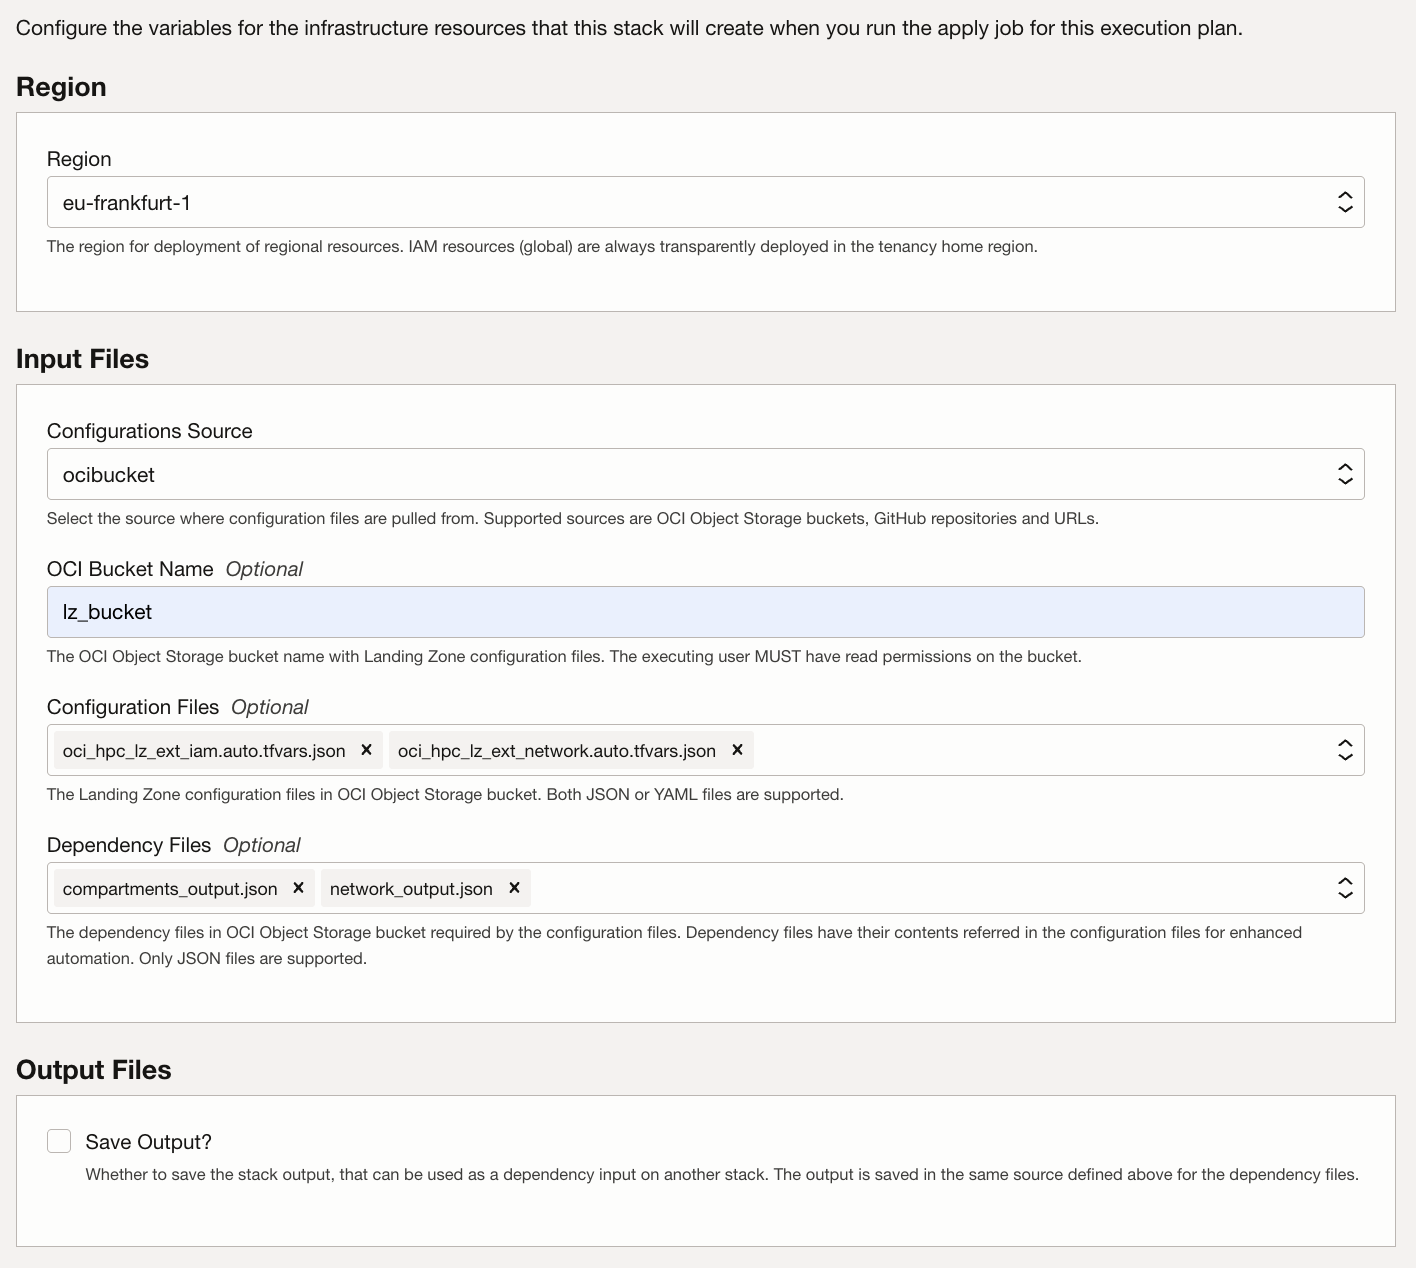 Configure the variables for the infrastructure resources that this stack will create when you run the apply job for this execution plan.
Region
Region
eu-frankfurt-1
The region for deployment of regional resources. IAM resources (global) are always transparently deployed in the tenancy home region.
Input Files
Configurations Source
ocibucket
Select the source where configuration files are pulled from. Supported sources are OCI Object Storage buckets, GitHub repositories and URLs.
OCI Bucket Name Optional
lz_bucket
The OCI Object Storage bucket name with Landing Zone configuration files. The executing user MUST have read permissions on the bucket.
Configuration Files Optional
oci_hpc_lz_ext_iam.auto.tfvars.json oci_hpc_lz_ext_network.auto.tfvars.json
The Landing Zone configuration files in OCI Object Storage bucket. Both JSON or YAML files are supported.
Dependency Files Optional
compartments_output.json network_output.json
The dependency files in OCI Object Storage bucket required by the configuration files. Dependency files have their contents referred in the configuration files for enhanced
automation. Only JSON files are supported.
Output Files
Save Output?
Whether to save the stack output, that can be used as a dependency input on another stack. The output is saved in the same source defined above for the dependency files.